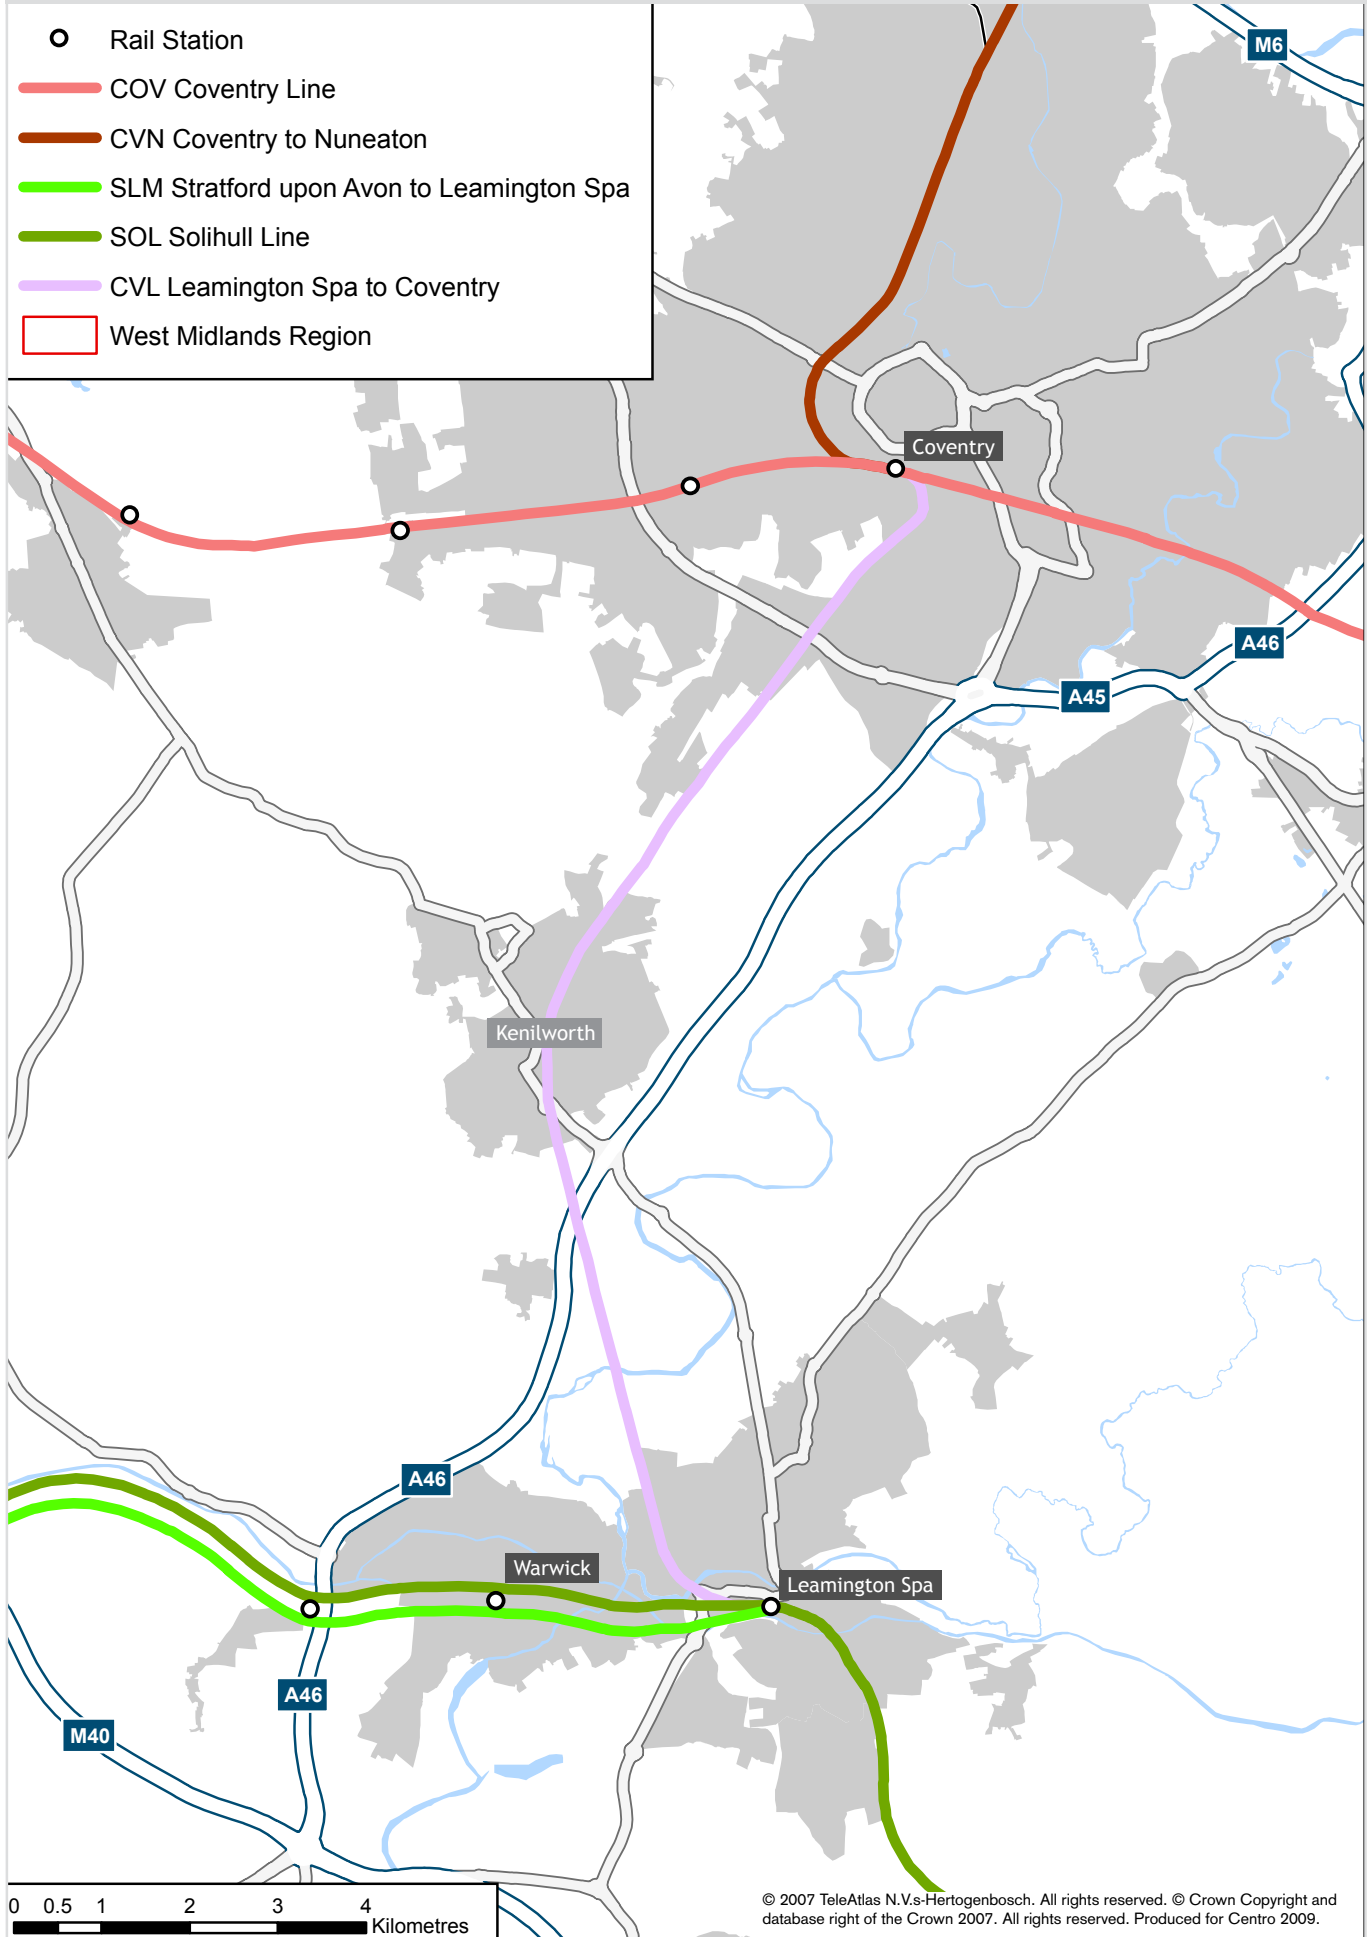 Rail Station
COV Coventry Line
CVN Coventry to Nuneaton
SLM Stratford upon Avon to Leamington Spa
SOL Solihull Line
CVL Leamington Spa to Coventry
West Midlands Region
M6
Coventry
A46
A45
Kenilworth
A46
Warwick
Leamington Spa
A46
M40
0 0.5 1 2 3 4
Kilometres
© 2007 TeleAtlas N.V.s-Hertogenbosch. All rights reserved. © Crown Copyright and
database right of the Crown 2007. All rights reserved. Produced for Centro 2009.